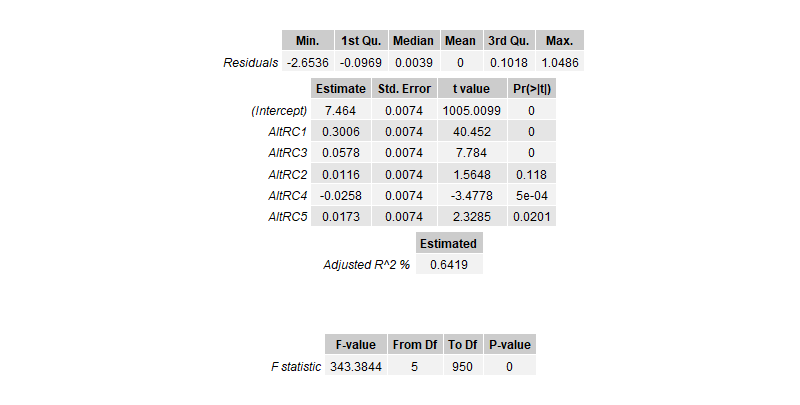 Min. 1st Qu. Median Mean 3rd Qu. Max.
Residuals -2.6536 -0.0969 0.0039 0 0.1018 1.0486
Estimate Std. Error t value Pr(>|t|)
(Intercept) 7.464 0.0074 1005.0099 0
AltRC1 0.3006 0.0074 40.452 0
AltRC3 0.0578 0.0074 7.784 0
AltRC2 0.0116 0.0074 1.5648 0.118
AltRC4 -0.0258 0.0074 -3.4778 5e-04
AltRC5 0.0173 0.0074 2.3285 0.0201
Estimated
Adjusted R^2 % 0.6419
F-value From Df To Df P-value
F statistic 343.3844 5 950 0